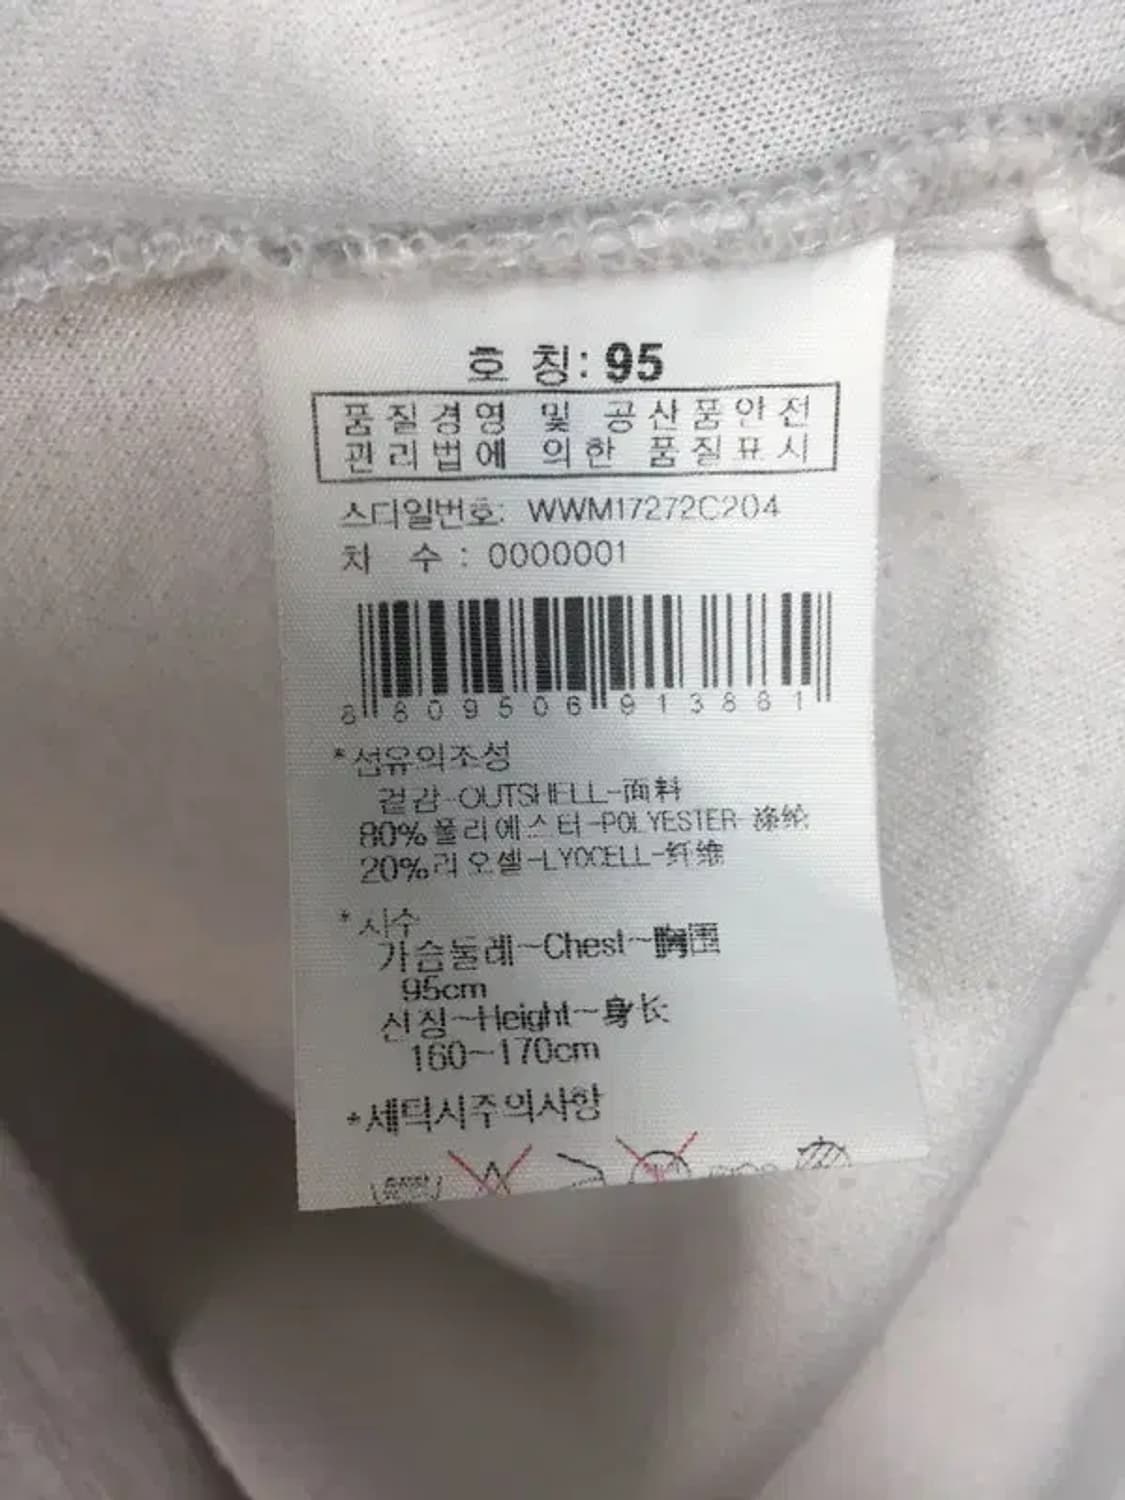 호 칭: 95
품질경영 및 공산품안전
관리법에 의한 품질표시
스타일번호: WWM17272C204
차 수 : 0000001
8 809506 913881
*섬유의조성
겉감-OUTSHELL-面料
80%폴리에스터-POLYESTER-涤纶
20%리오셀-LYOCELL-纤维
*치수
가슴둘레-Chest-胸围
95cm
신장-Height-身长
160~170cm
*세탁시주의사항